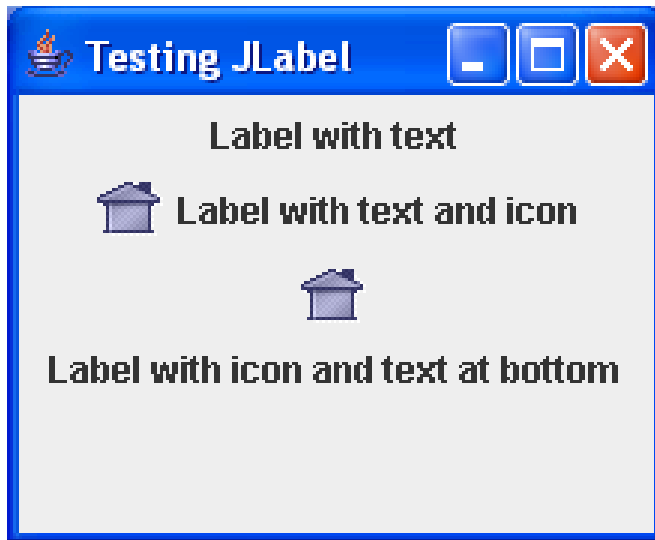 Testing JLabel
Label with text
Label with text and icon
Label with icon and text at bottom